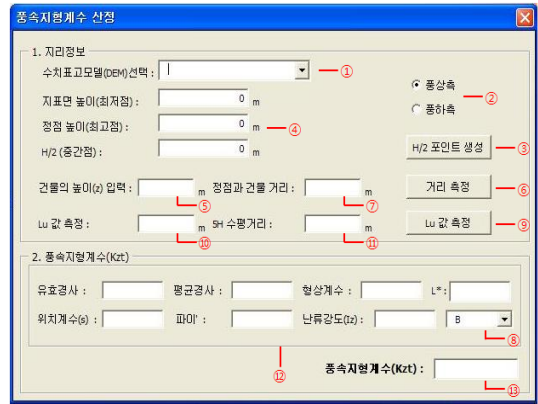 풍속지형계수 산정
1. 지리정보
수치표고모델(DEM)선택 : ①
풍상측
풍하측 ②
지표면 높이(최저점) : 0 m
정점 높이(최고점) : 0 m ④
H/2 (중간점) : 0 m
H/2 포인트 생성 ③
건물의 높이(z) 입력 : m 정점과 건물 거리 : m 거리 측정 ⑥
⑤ ⑦
Lu 값 측정 : m 5H 수평거리 : m Lu 값 측정 ⑨
⑩ ⑪
2. 풍속지형계수(Kzt)
유효경사 : 평균경사 : 형상계수 : L* :
위치계수(s) : 파이' : 난류강도(Iz) : B
⑧
⑫
풍속지형계수(Kzt) :
⑬